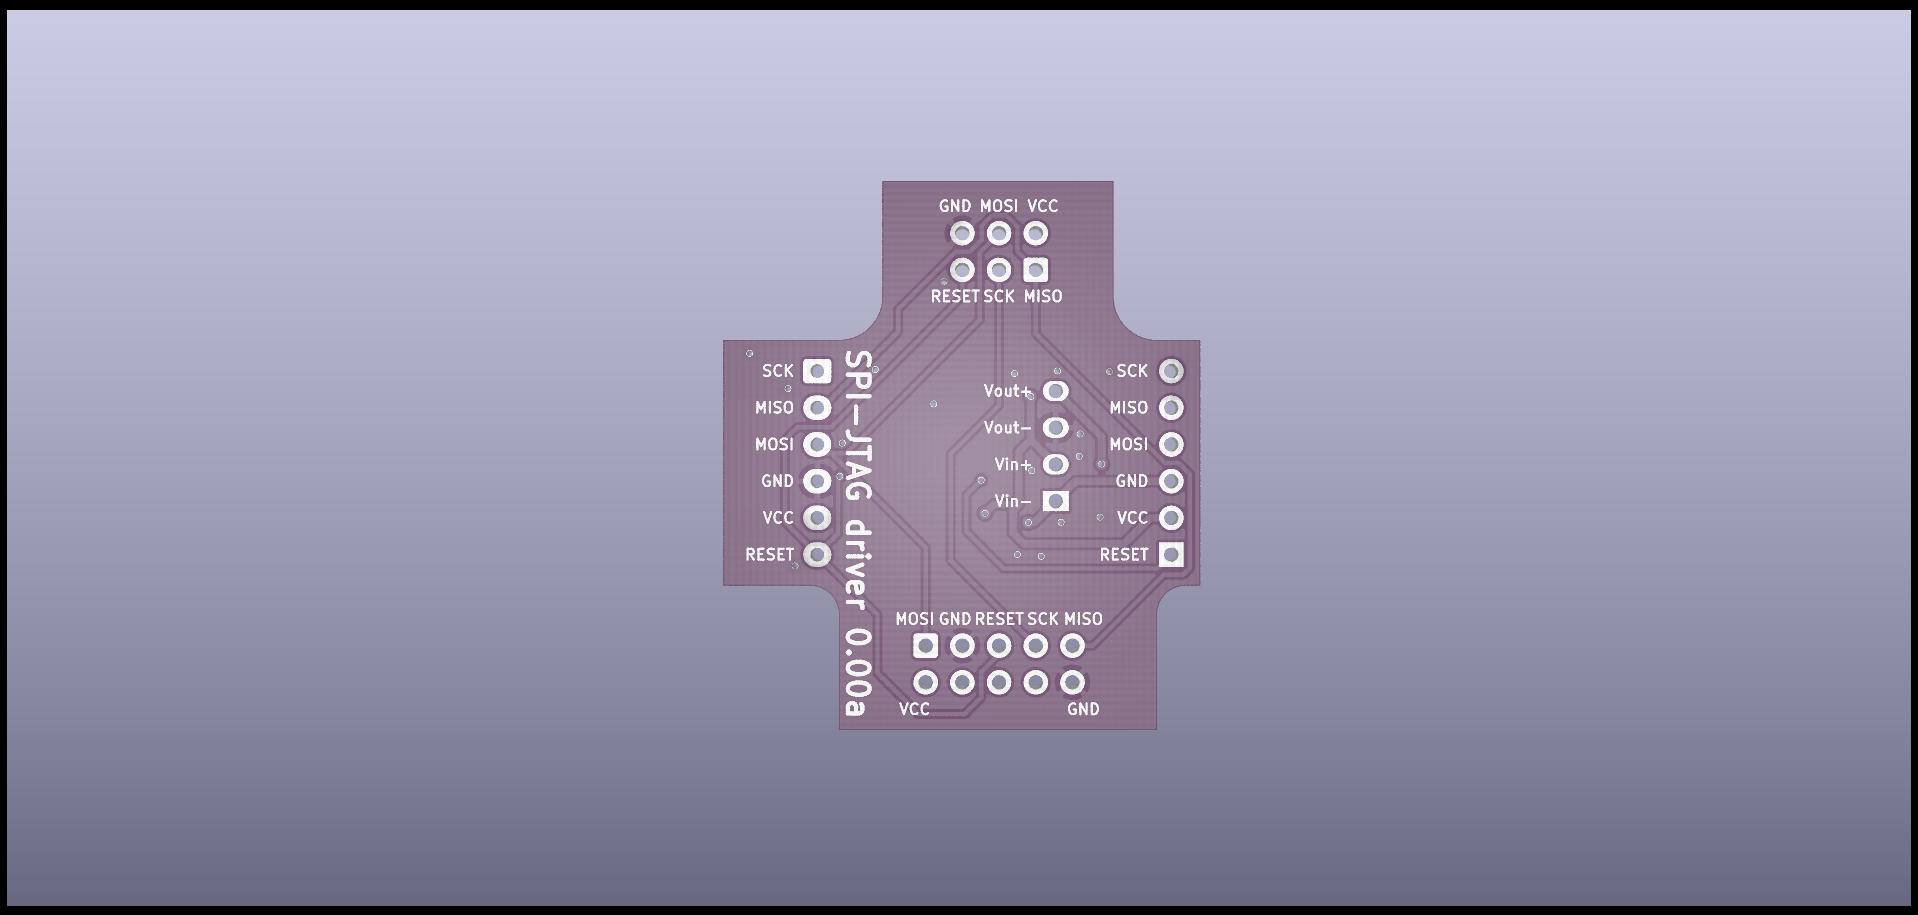 GND MOSI VCC
RESET SCK MISO
SCK
MISO
MOSI
GND
VCC
RESET
SPI-JTAG driver 0.00a
Vout+
Vout-
Vin+
Vin-
SCK
MISO
MOSI
GND
VCC
RESET
MOSI GND RESET SCK MISO
VCC GND